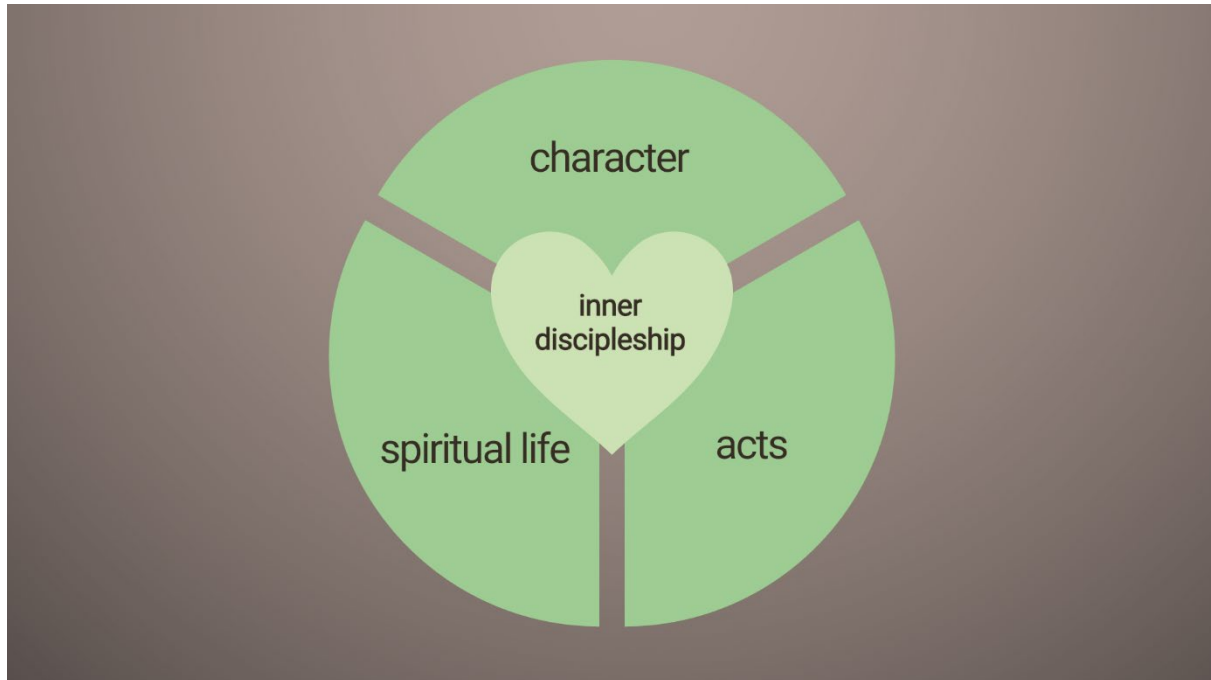 character
inner
discipleship
spiritual life
acts